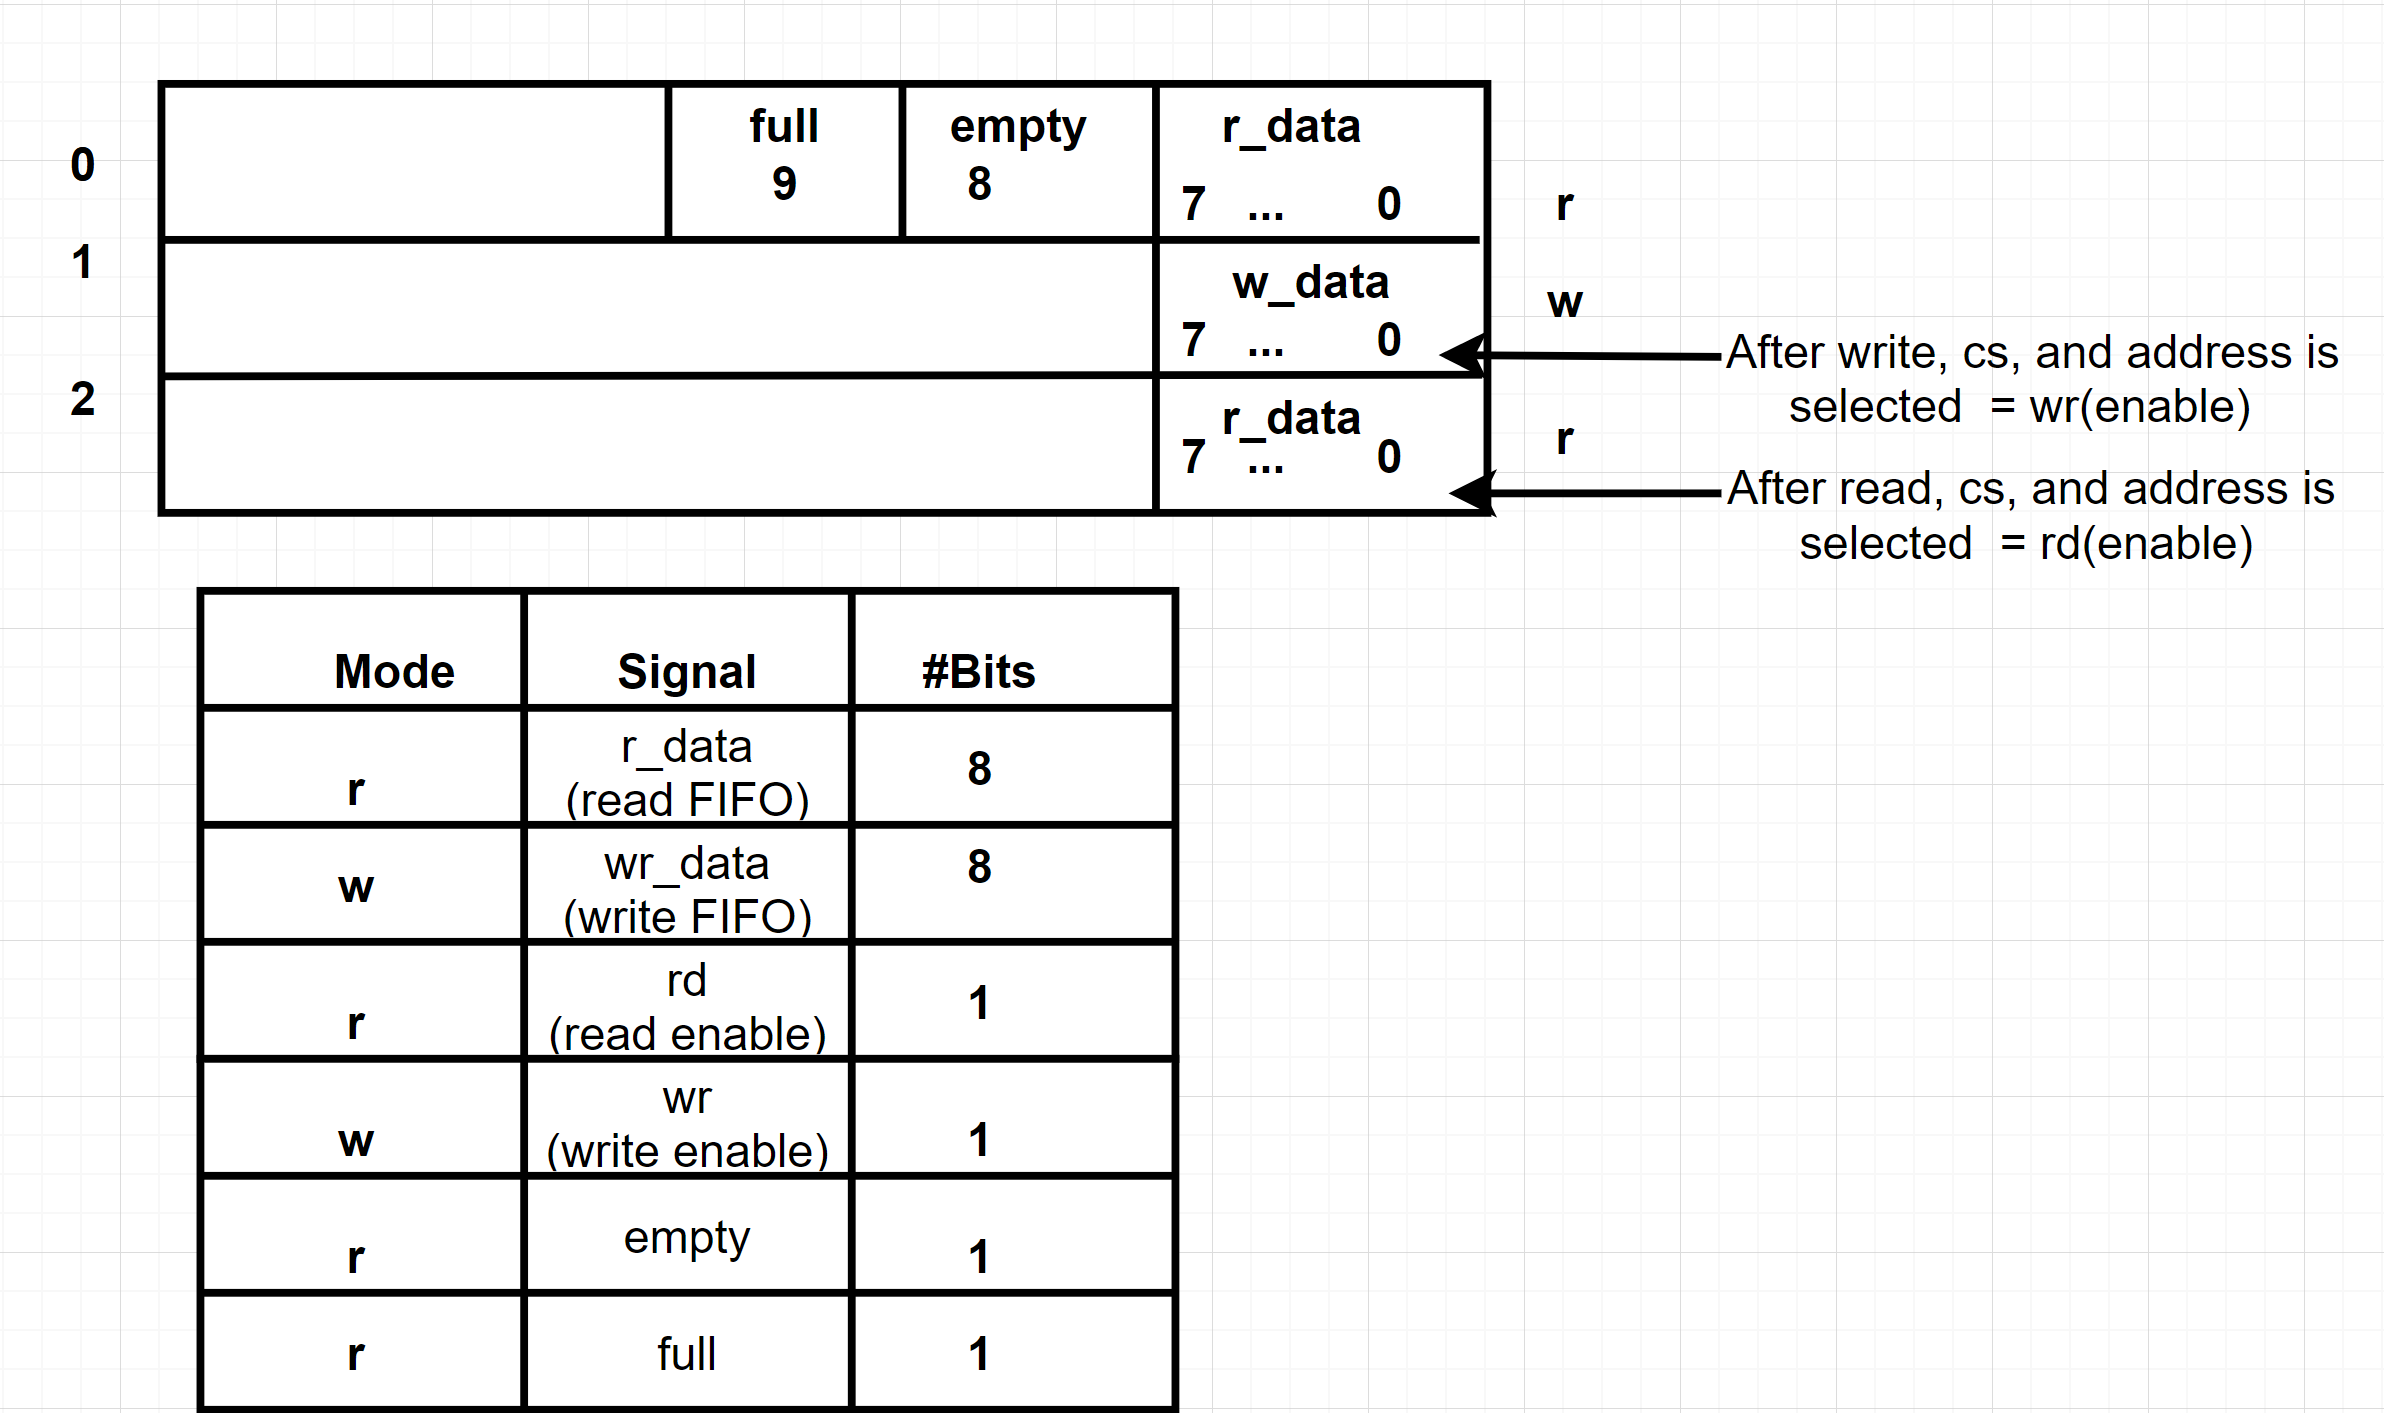 full empty r_data
0 9 8
7 ... 0 r
1 w_data w
7 ... 0
After write, cs, and address is
selected = wr(enable)
2 r_data r
7 ... 0
After read, cs, and address is
selected = rd(enable)
Mode Signal #Bits
r_data
(read FIFO)
r 8
wr_data
(write FIFO)
w 8
rd
(read enable)
r 1
wr
(write enable)
w 1
r empty 1
r full 1